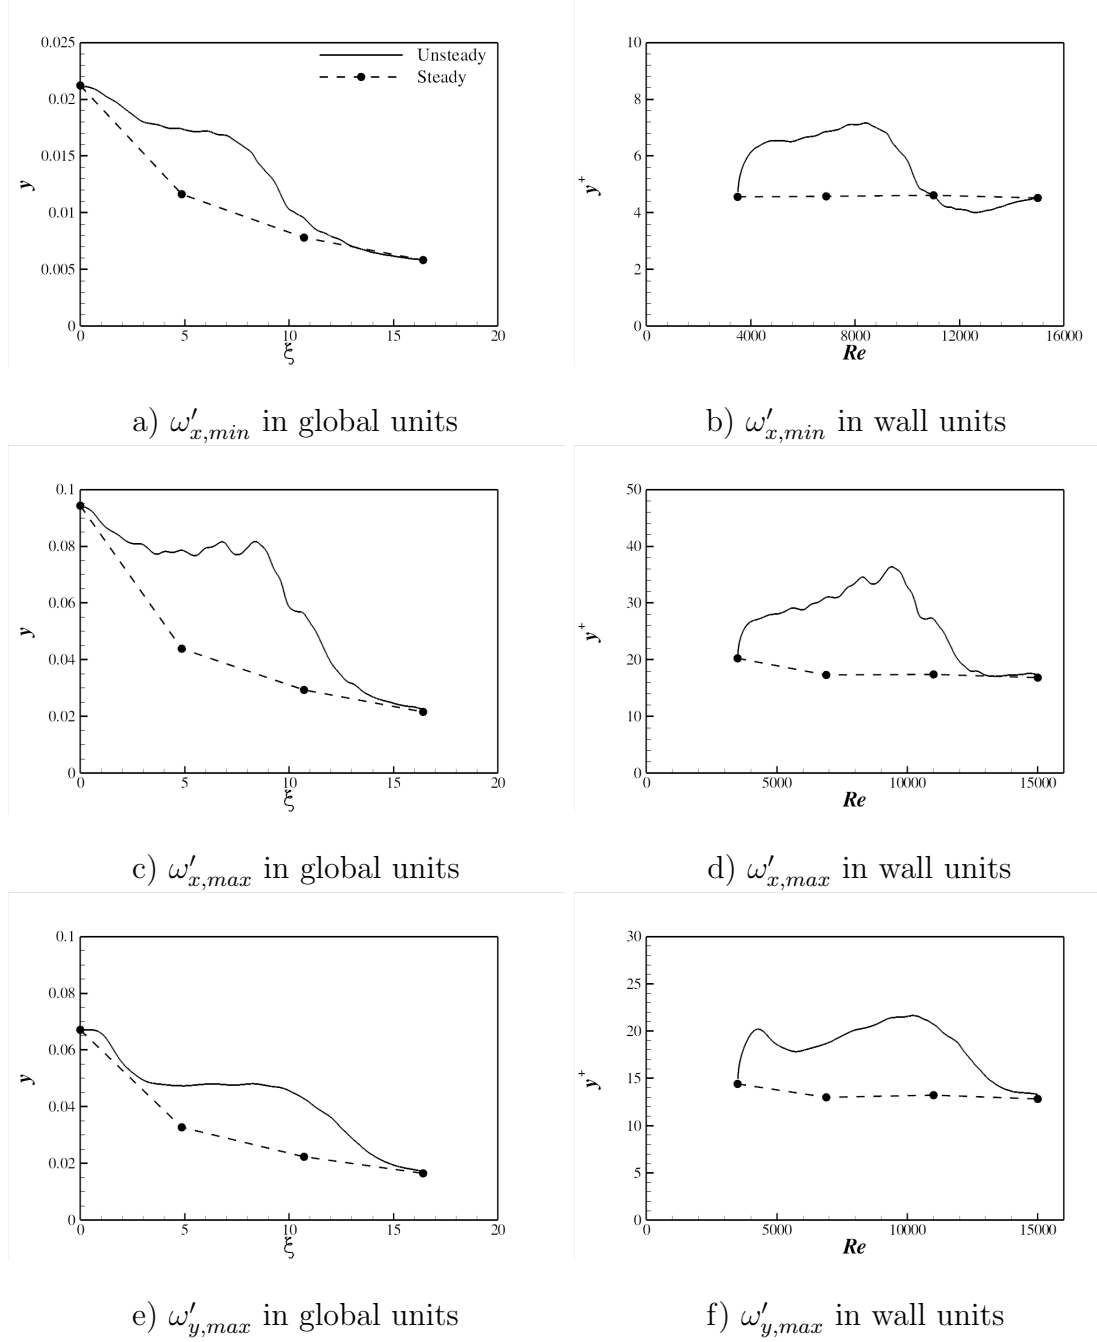 0.025
0.02
0.015
0.01
0.005
0
y
Unsteady
Steady
0 5 10 15 20
ξ
a) ω′x,min in global units
10
8
6
4
2
0
y+
0 4000 8000 12000 16000
Re
b) ω′x,min in wall units
0.1
0.08
0.06
0.04
0.02
0
y
0 5 10 15 20
ξ
c) ω′x,max in global units
50
40
30
20
10
0
y+
0 5000 10000 15000
Re
d) ω′x,max in wall units
0.1
0.08
0.06
0.04
0.02
0
y
0 5 10 15 20
ξ
e) ω′y,max in global units
30
25
20
15
10
5
0
y+
0 5000 10000 15000
Re
f) ω′y,max in wall units